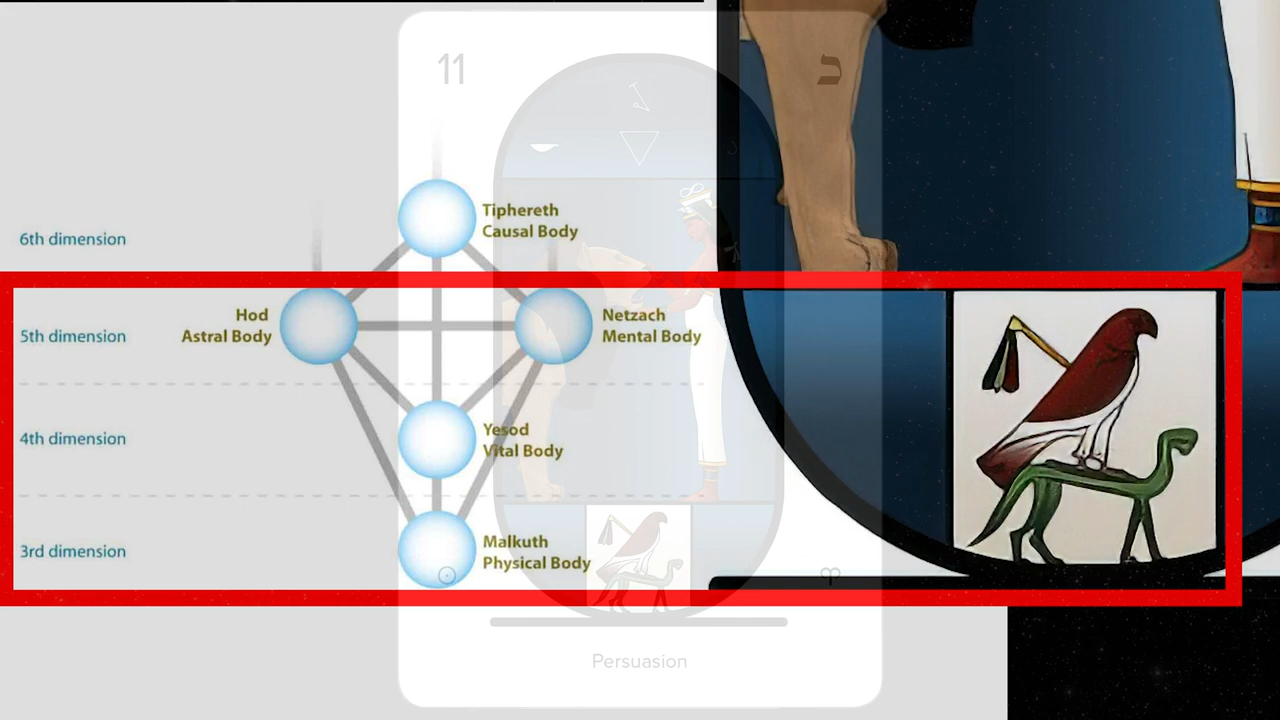 11
כ
Tiphereth
Causal Body
6th dimension
Hod
Astral Body
Netzach
Mental Body
5th dimension
Yesod
Vital Body
4th dimension
Malkuth
Physical Body
3rd dimension
Persuasion